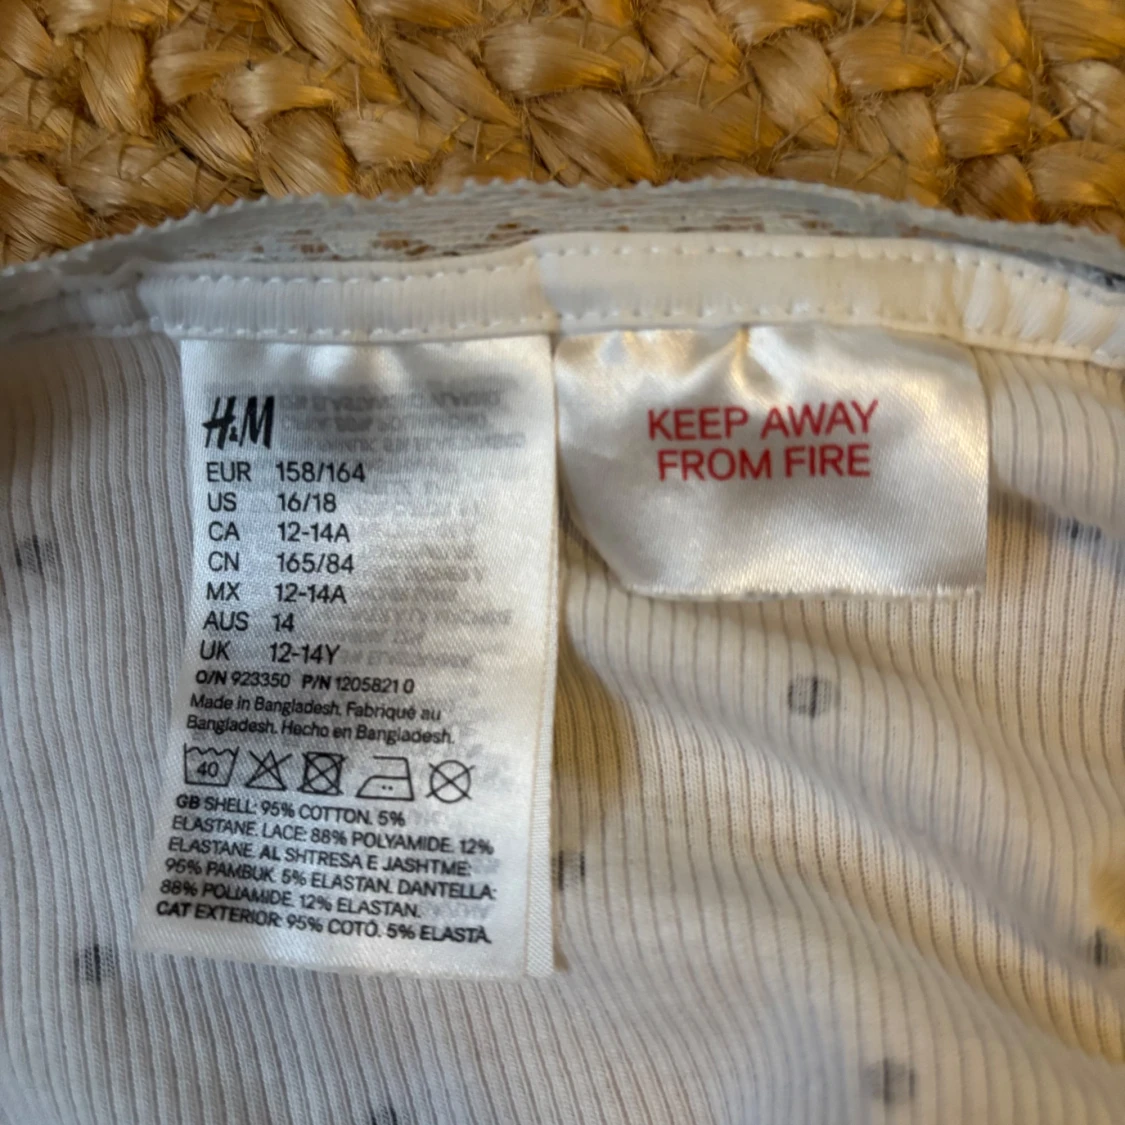 H&M
EUR 158/164
US 16/18
CA 12-14A
CN 165/84
MX 12-14A
AUS 14
UK 12-14Y
O/N 923350 P/N 1205821 0
Made in Bangladesh. Fabriqué au
Bangladesh. Hecho en Bangladesh.
40
GB SHELL: 95% COTTON. 5%
ELASTANE. LACE: 88% POLYAMIDE. 12%
ELASTANE. AL SHTRESA E JASHTME:
95% PAMBUK. 5% ELASTAN. DANTELLA:
88% POLIAMIDE. 12% ELASTAN.
CAT EXTERIOR: 95% COTÓ. 5% ELASTÀ.
KEEP AWAY
FROM FIRE